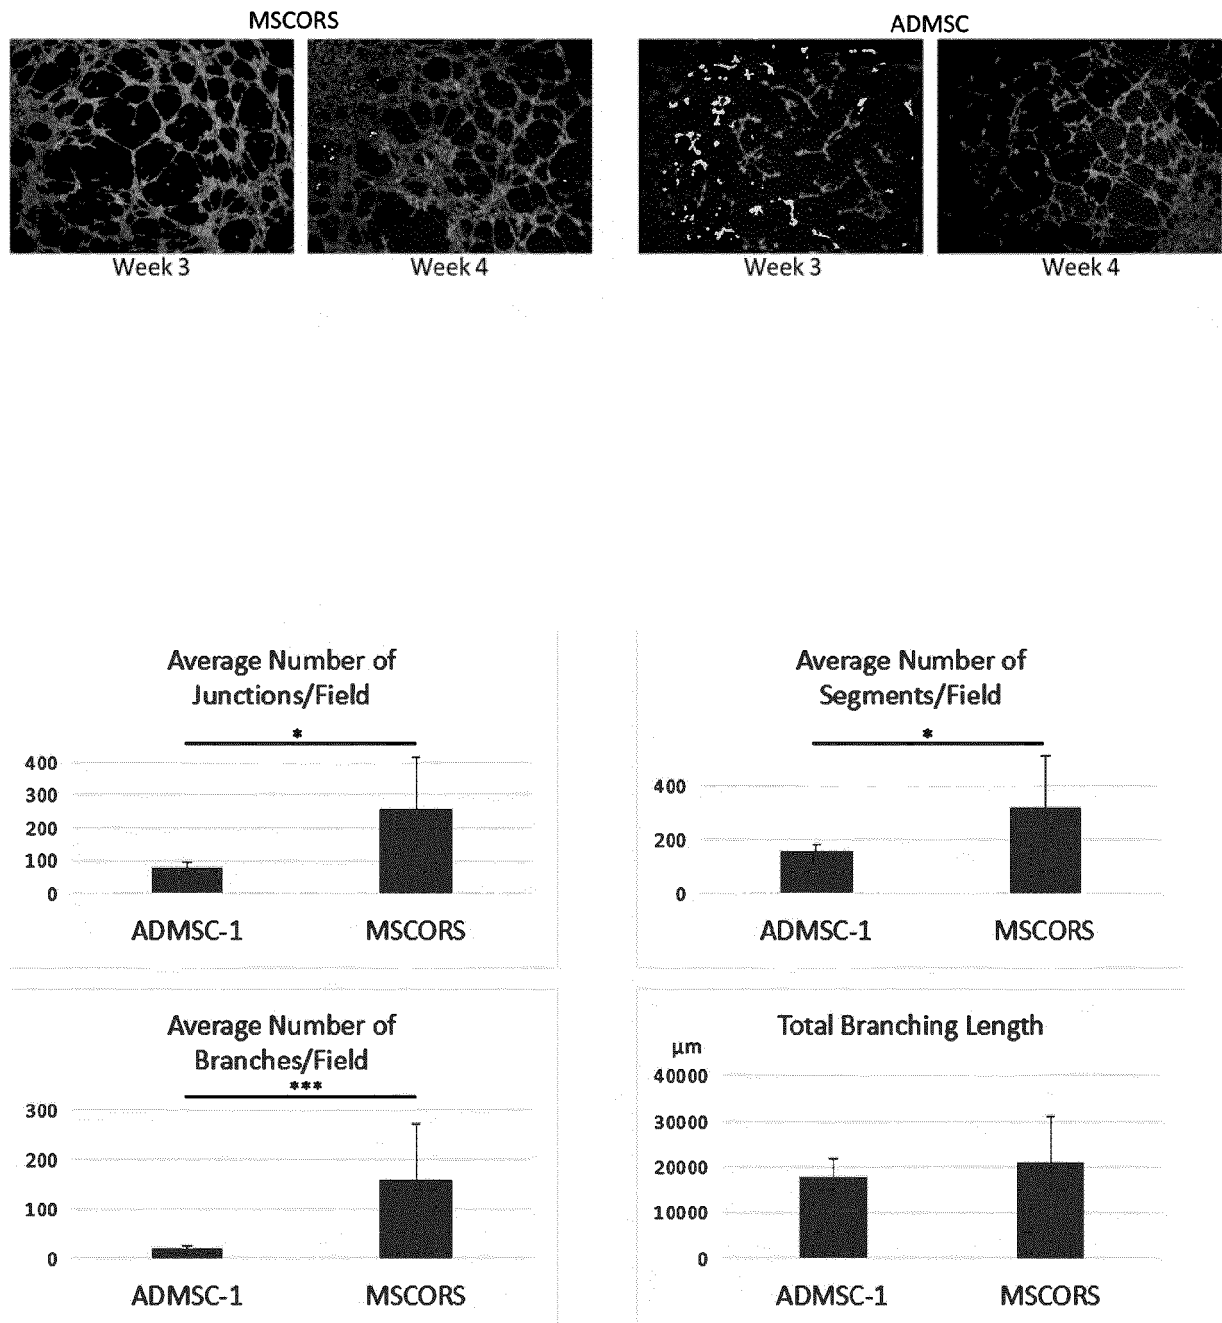 MSCORS
ADMSC
Week 3
Week 4
Week 3
Week 4
Average Number of
Junctions/Field
*
400
300
200
100
0
ADMSC-1
MSCORS
Average Number of
Segments/Field
*
400
200
0
ADMSC-1
MSCORS
Average Number of
Branches/Field
***
300
200
100
0
ADMSC-1
MSCORS
Total Branching Length
µm
40000
30000
20000
10000
0
ADMSC-1
MSCORS